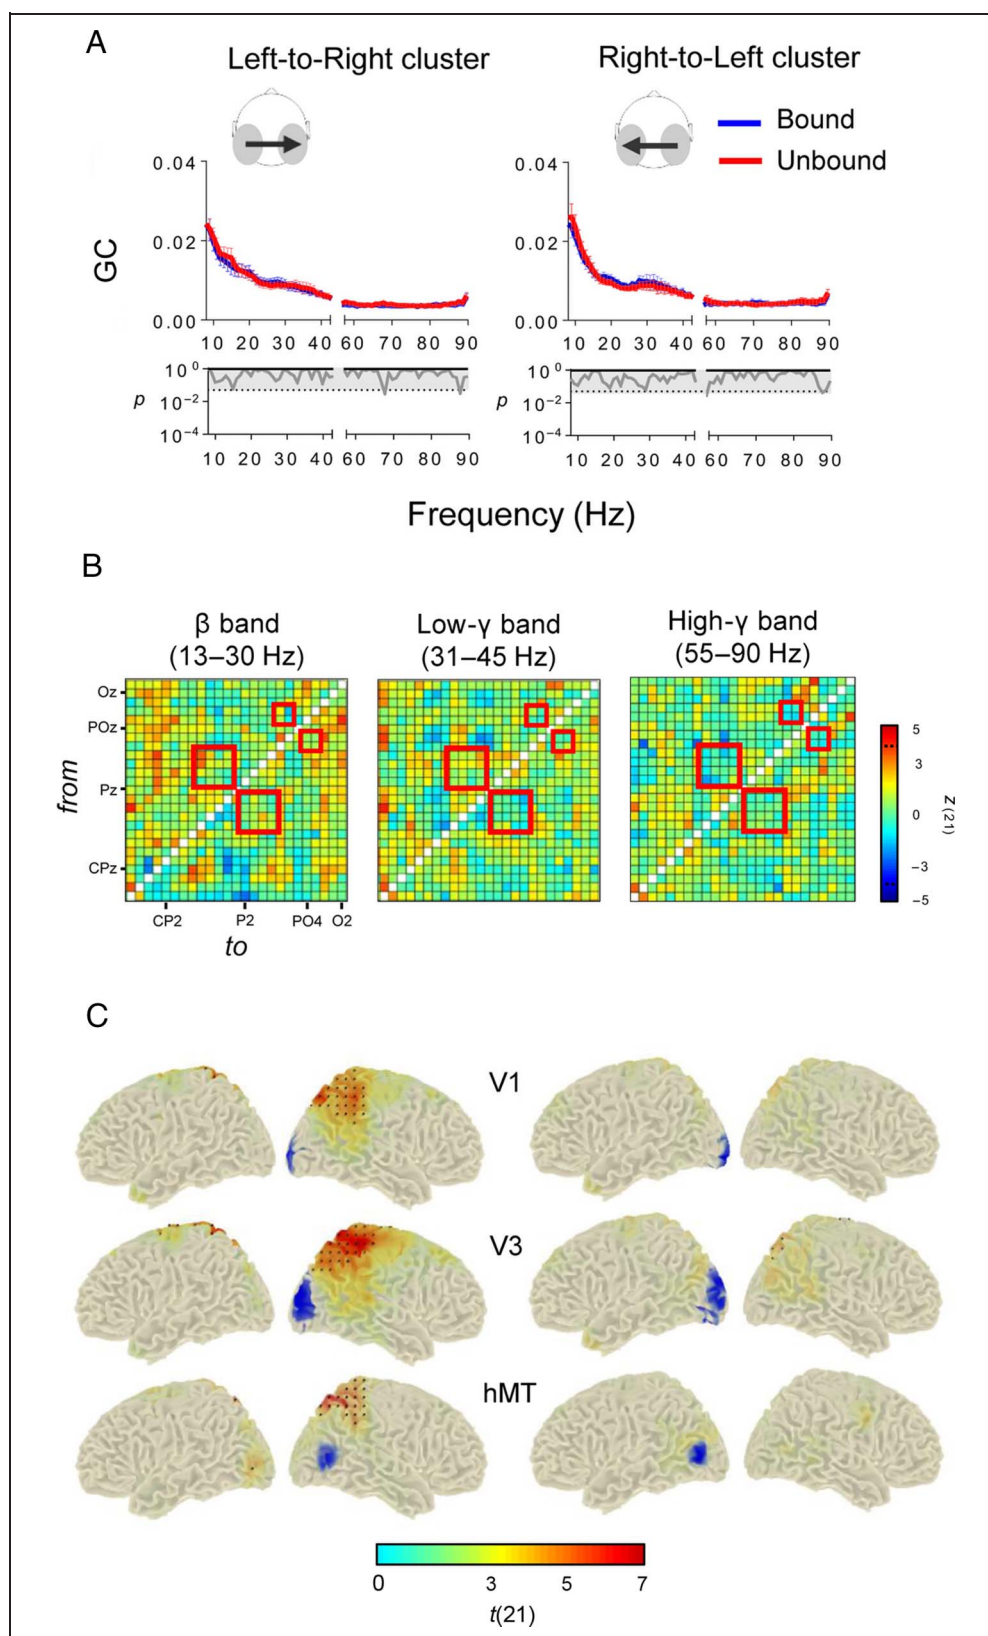 A
Left-to-Right cluster
Right-to-Left cluster
Bound
Unbound
GC
0.04
0.02
0.00
10 20 30 40 60 70 80 90
0.04
0.02
0.00
10 20 30 40 60 70 80 90
p
10⁰
10⁻²
10⁻⁴
10 20 30 40 60 70 80 90
p
10⁰
10⁻²
10⁻⁴
10 20 30 40 60 70 80 90
Frequency (Hz)
B
β band
(13–30 Hz)
Low-γ band
(31–45 Hz)
High-γ band
(55–90 Hz)
from
Oz
POz
Pz
CPz
CP2 P2 PO4 O2
to
5
3
0
−3
−5
z(21)
C
V1
V3
hMT
0 3 5 7
t(21)